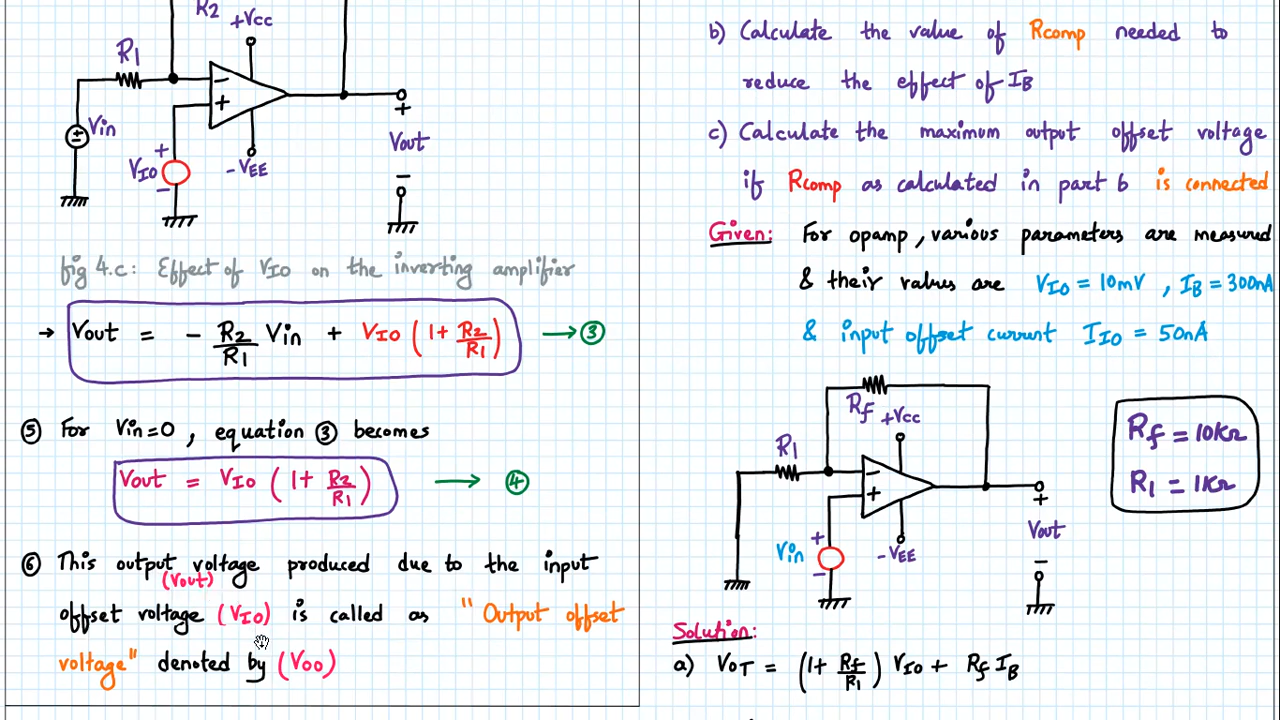 R2
+Vcc
R1
Vin
−
+
+
VIO
−
-VEE
+
Vout
−
fig 4.c: Effect of VIO on the inverting amplifier
→ Vout = - R2/R1 Vin + VIO (1+ R2/R1) → ③
⑤ For Vin=0, equation ③ becomes
Vout = VIO (1+ R2/R1) → ④
⑥ This output voltage produced due to the input
(Vout)
offset voltage (VIO) is called as "Output offset
voltage" denoted by (Voo)
b) Calculate the value of Rcomp needed to
reduce the effect of IB
c) Calculate the maximum output offset voltage
if Rcomp as calculated in part b is connected
Given: For opamp, various parameters are measured
& their values are VIO = 10mV, IB = 300nA
& input offset current IIO = 50nA
Rf
+Vcc
R1
−
+
+
Vin
−
-VEE
+
Vout
−
Rf = 10KΩ
R1 = 1KΩ
Solution:
a) VOT = (1+ Rf/R1) VIO + Rf IB